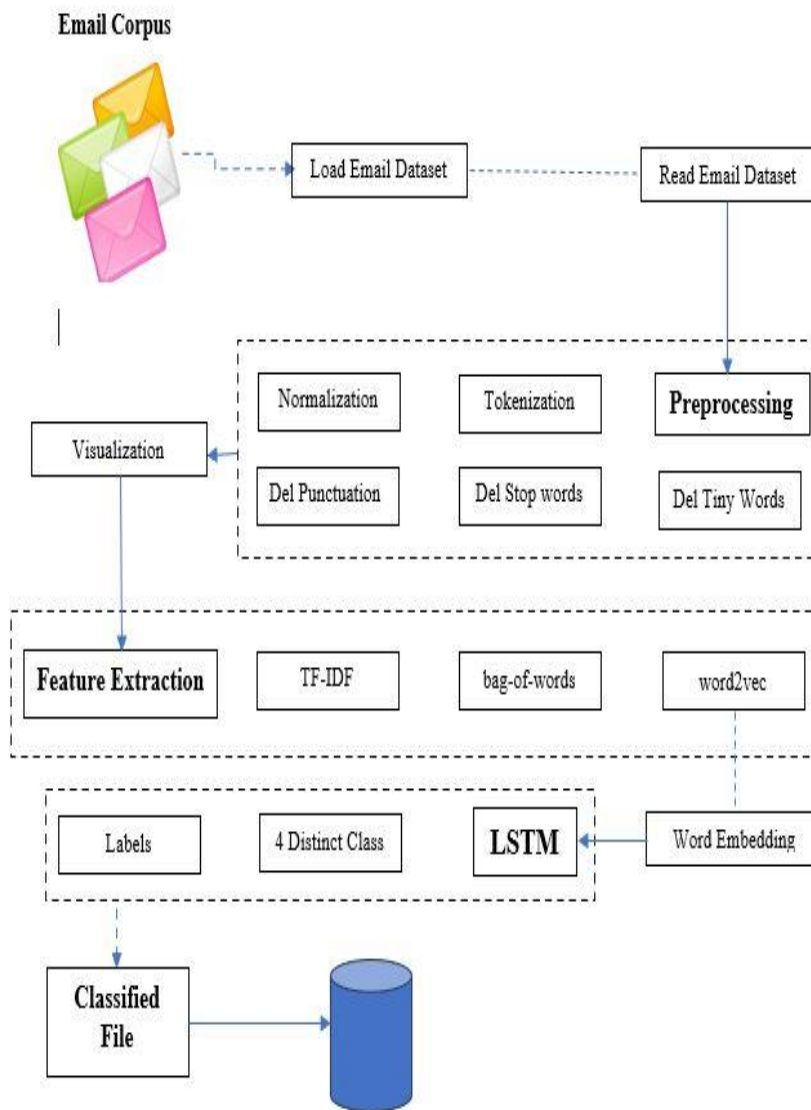 Email Corpus
Load Email Dataset
Read Email Dataset
Normalization
Tokenization
Preprocessing
Visualization
Del Punctuation
Del Stop words
Del Tiny Words
Feature Extraction
TF-IDF
bag-of-words
word2vec
Labels
4 Distinct Class
LSTM
Word Embedding
Classified
File